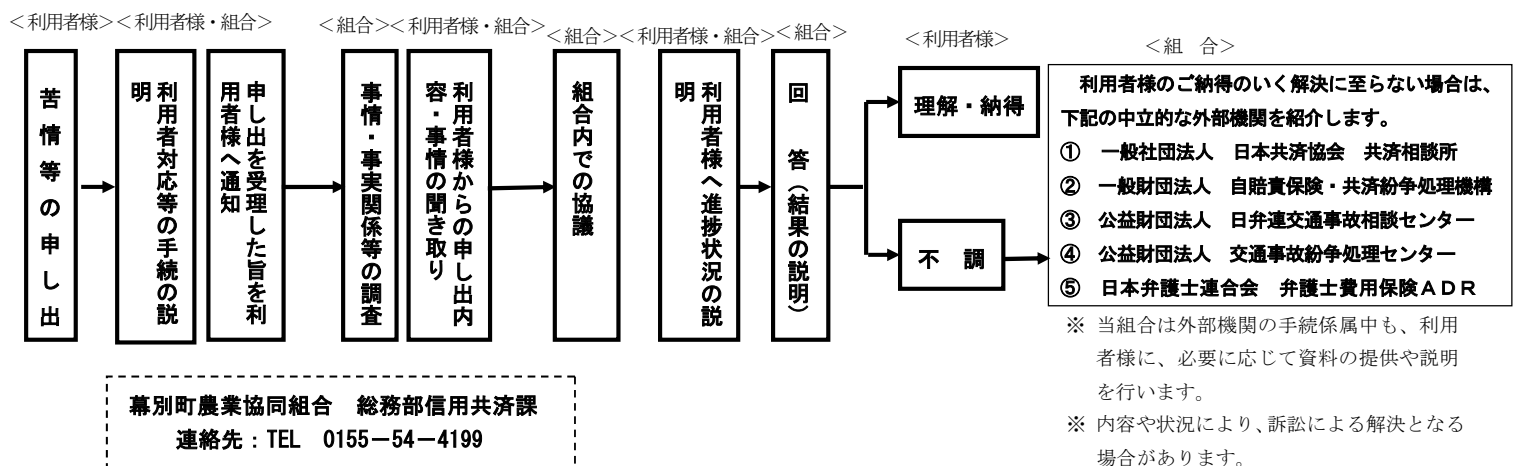 ＜利用者様＞＜利用者様・組合＞
＜組合＞＜利用者様・組合＞
＜組合＞＜利用者様・組合＞＜組合＞
＜利用者様＞
＜組　合＞
苦情等の申し出
利用者対応等の手続の説
明
申し出を受理した旨を利
用者様へ通知
事情・事実関係等の調査
利用者様からの申し出内
容・事情の聞き取り
組合内での協議
利用者様へ進捗状況の説
明
回　答（結果の説明）
理解・納得
不　調
利用者様のご納得のいく解決に至らない場合は、
下記の中立的な外部機関を紹介します。
①　一般社団法人　日本共済協会　共済相談所
②　一般財団法人　自賠責保険・共済紛争処理機構
③　公益財団法人　日弁連交通事故相談センター
④　公益財団法人　交通事故紛争処理センター
⑤　日本弁護士連合会　弁護士費用保険ＡＤＲ
※ 当組合は外部機関の手続係属中も、利用
者様に、必要に応じて資料の提供や説明
を行います。
※ 内容や状況により、訴訟による解決となる
場合があります。
幕別町農業協同組合　総務部信用共済課
連絡先：TEL　0155－54－4199